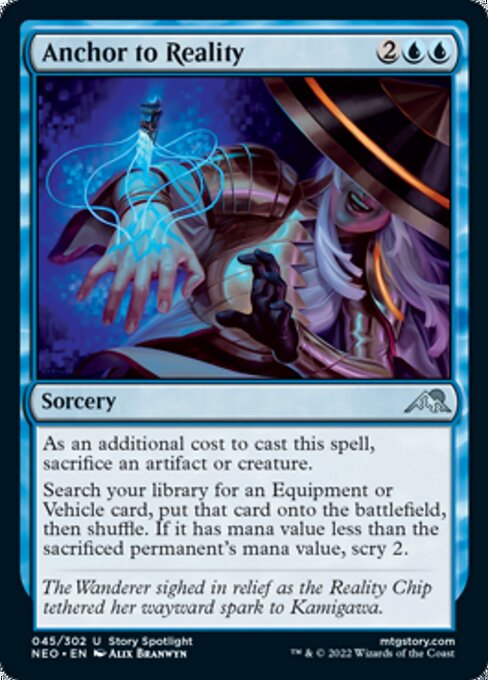 Anchor to Reality 2
Sorcery
As an additional cost to cast this spell,
sacrifice an artifact or creature.
Search your library for an Equipment or
Vehicle card, put that card onto the battlefield,
then shuffle. If it has mana value less than the
sacrificed permanent's mana value, scry 2.
The Wanderer sighed in relief as the Reality Chip
tethered her wayward spark to Kamigawa.
045/302 U Story Spotlight mtgstory.com
NEO • EN Alix Branwyn ™ & © 2022 Wizards of the Coast